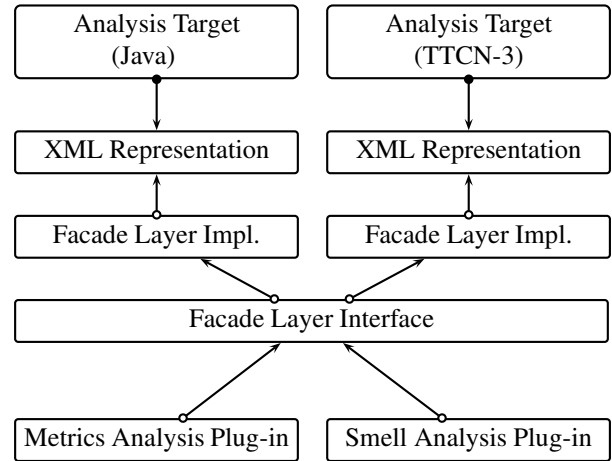 Analysis Target
(Java)
Analysis Target
(TTCN-3)
XML Representation
XML Representation
Facade Layer Impl.
Facade Layer Impl.
Facade Layer Interface
Metrics Analysis Plug-in
Smell Analysis Plug-in